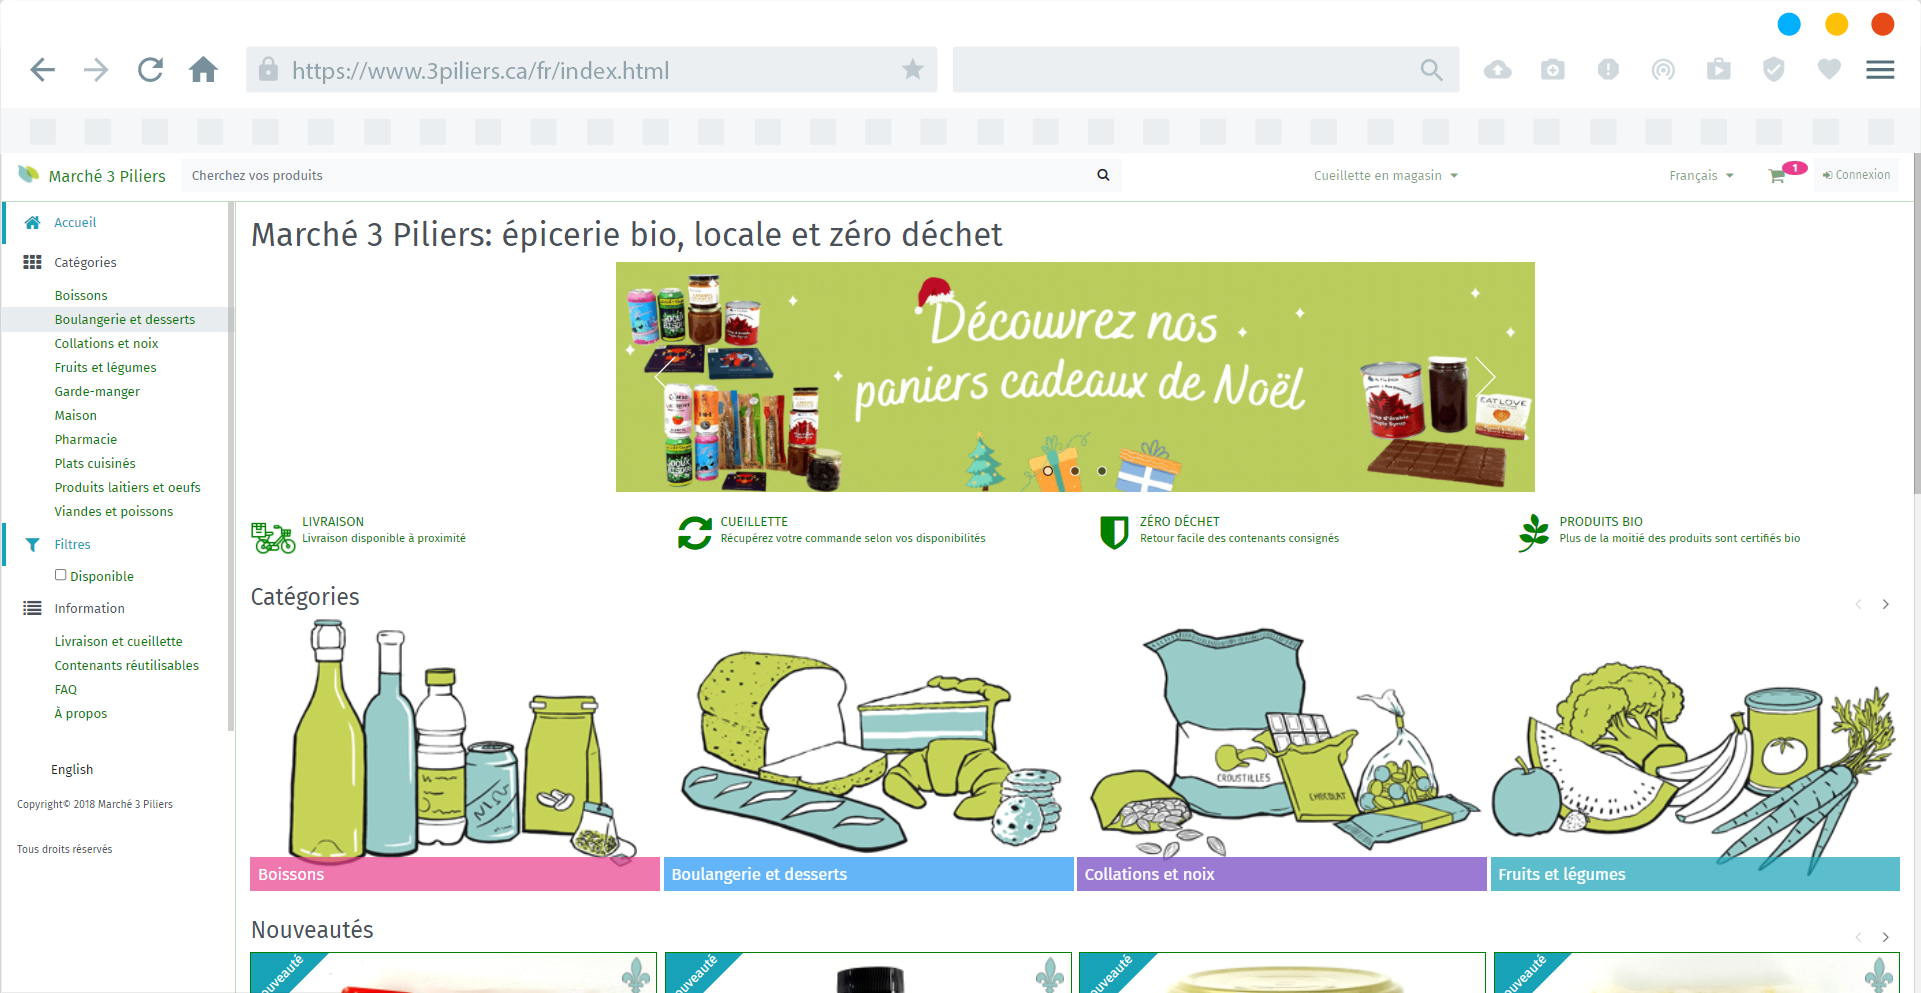 https://www.3piliers.ca/fr/index.html
Marché 3 Piliers
Cherchez vos produits
Cueillette en magasin
Français
1
Connexion
Accueil
Catégories
Boissons
Boulangerie et desserts
Collations et noix
Fruits et légumes
Garde-manger
Maison
Pharmacie
Plats cuisinés
Produits laitiers et oeufs
Viandes et poissons
Filtres
Disponible
Information
Livraison et cueillette
Contenants réutilisables
FAQ
À propos
English
Copyright© 2018 Marché 3 Piliers
Tous droits réservés
Marché 3 Piliers: épicerie bio, locale et zéro déchet
Découvrez nos
paniers cadeaux de Noël
EATLOVE
LIVRAISON
Livraison disponible à proximité
CUEILLETTE
Récupérez votre commande selon vos disponibilités
ZÉRO DÉCHET
Retour facile des contenants consignés
PRODUITS BIO
Plus de la moitié des produits sont certifiés bio
Catégories
CROUSTILLES
CHOCOLAT
Boissons
Boulangerie et desserts
Collations et noix
Fruits et légumes
Nouveautés